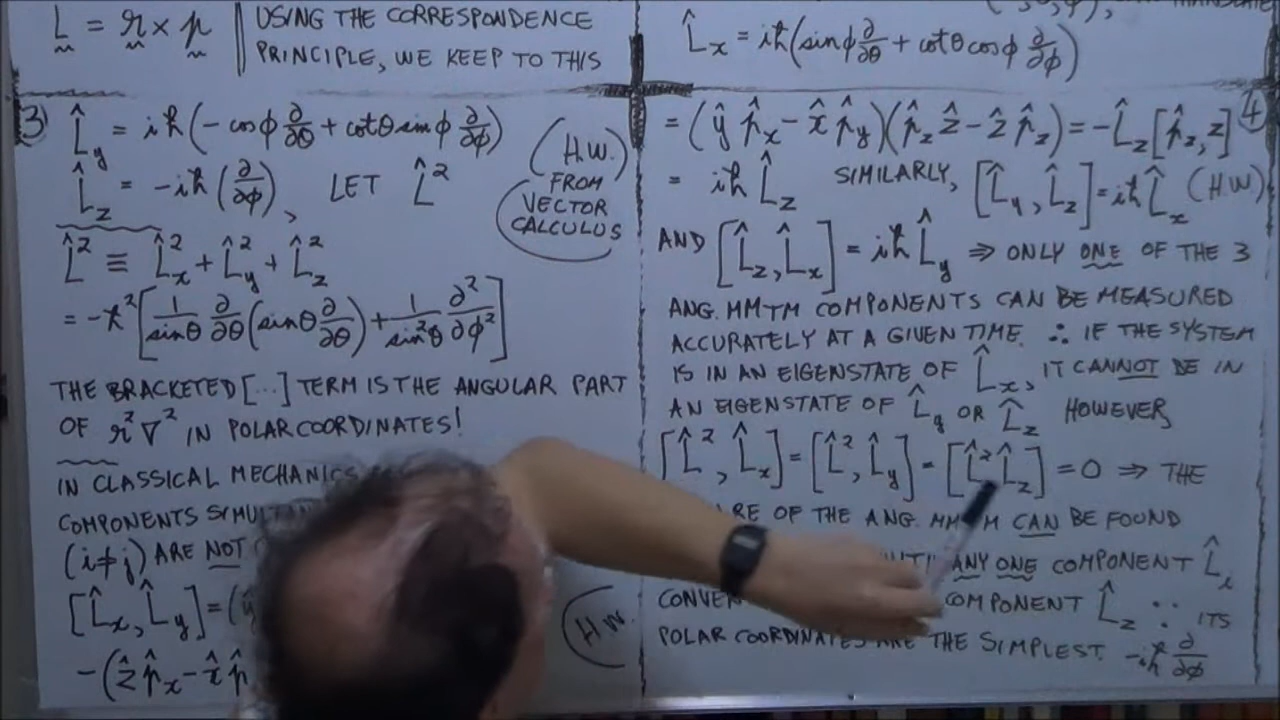 L = r × p
USING THE CORRESPONDENCE
PRINCIPLE, WE KEEP TO THIS
3) L̂y = iħ(-cosφ ∂/∂θ + cotθ sinφ ∂/∂φ)
L̂z = -iħ(∂/∂φ), LET L̂²
(H.W.)
FROM
VECTOR
CALCULUS
L̂² ≡ L̂x² + L̂y² + L̂z²
= -ħ²[1/sinθ ∂/∂θ(sinθ ∂/∂θ) + 1/sin²θ ∂²/∂φ²]
THE BRACKETED [...] TERM IS THE ANGULAR PART
OF r²∇² IN POLAR COORDINATES!
IN CLASSICAL MECHANICS
COMPONENTS
(i≠j) ARE NOT
[L̂x, L̂y] = (ŷ
-(ẑp̂x - x̂p̂
H.W.
L̂x = iħ(sinφ ∂/∂θ + cotθ cosφ ∂/∂φ)
4
= (ŷp̂x - x̂p̂y)(p̂zẑ - ẑp̂z) = -L̂z[p̂z, z]
= iħL̂z SIMILARLY, [L̂y, L̂z] = iħL̂x (H.W)
AND [L̂z, L̂x] = iħL̂y ⇒ ONLY ONE OF THE 3
ANG. MMTM COMPONENTS CAN BE MEASURED
ACCURATELY AT A GIVEN TIME. ∴ IF THE SYSTEM
IS IN AN EIGENSTATE OF L̂x, IT CANNOT BE IN
AN EIGENSTATE OF L̂y OR L̂z HOWEVER,
[L̂², L̂x] = [L̂², L̂y] = [L̂², L̂z] = 0 ⇒ THE
ARE OF THE ANG. MMTM CAN BE FOUND
ANY ONE COMPONENT L̂i
CONVEN COMPONENT L̂z ∵ ITS
POLAR COORDINATES ARE THE SIMPLEST. -iħ ∂/∂φ